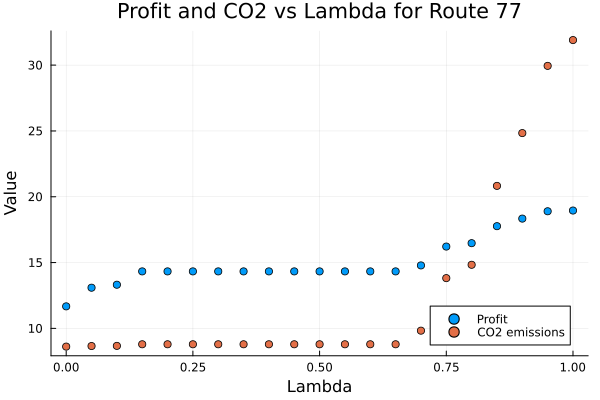 Profit and CO2 vs Lambda for Route 77
Value
30
25
20
15
10
Profit
CO2 emissions
0.00 0.25 0.50 0.75 1.00
Lambda